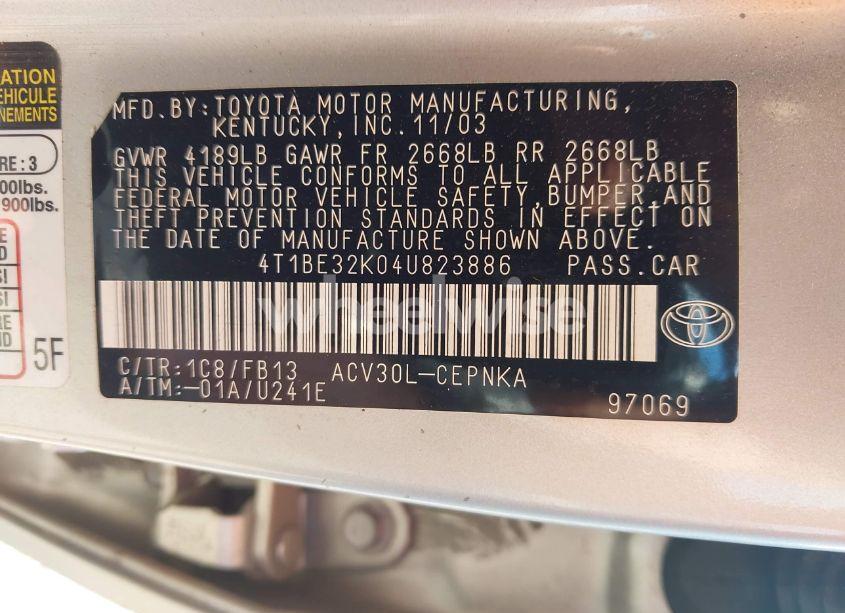 ATION
EHICULE
NEMENTS
RE : 3
00lbs.
900lbs.
5F
MFD.BY:TOYOTA MOTOR MANUFACTURING,
KENTUCKY,INC.11/03
GVWR 4189LB GAWR FR 2668LB RR 2668LB
THIS VEHICLE CONFORMS TO ALL APPLICABLE
FEDERAL MOTOR VEHICLE SAFETY,BUMPER,AND
THEFT PREVENTION STANDARDS IN EFFECT ON
THE DATE OF MANUFACTURE SHOWN ABOVE.
4T1BE32K04U823886 PASS.CAR
wheelwise
C/TR:1C8/FB13 ACV30L-CEPNKA
A/TM:-01A/U241E
97069